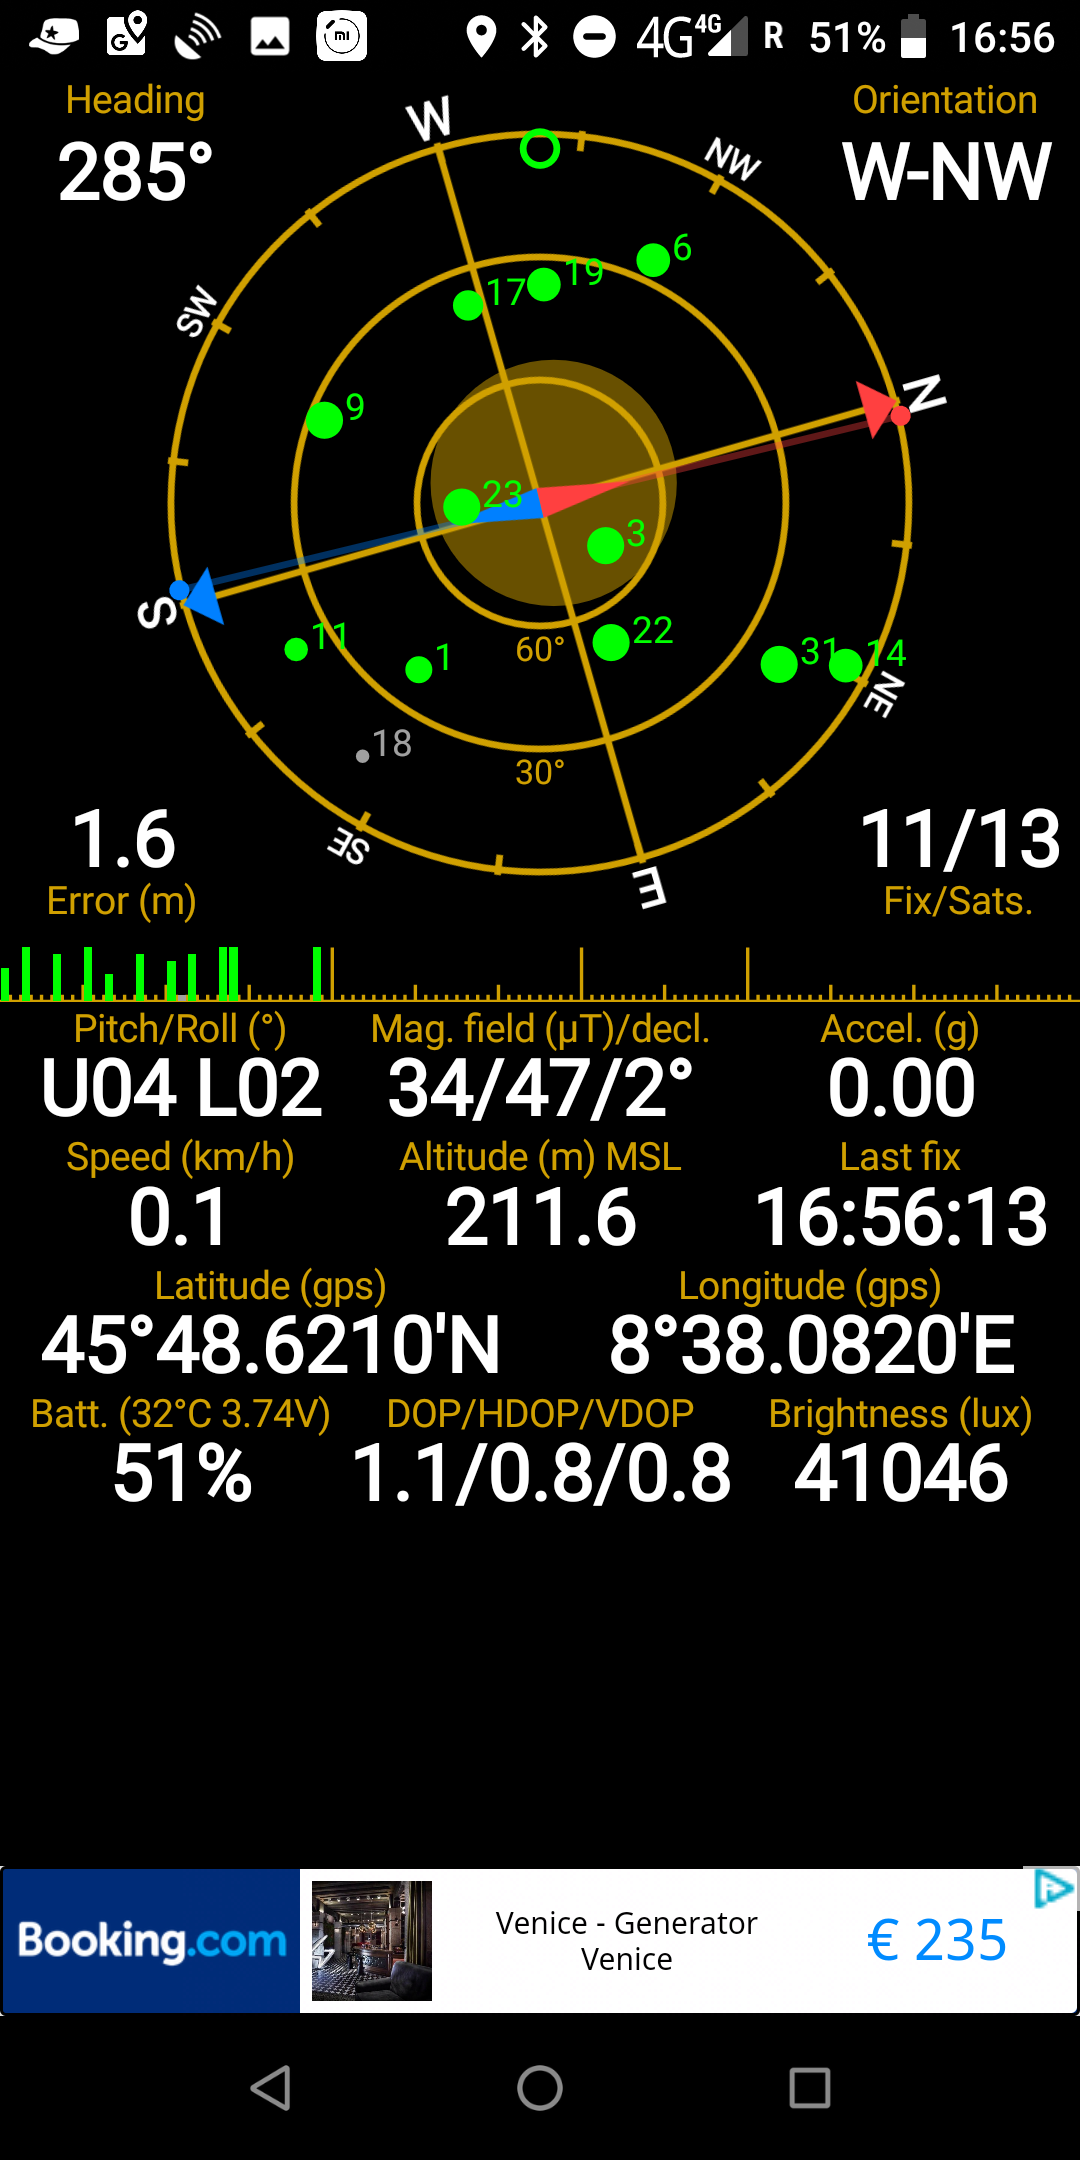 4G 4G R 51% 16:56
Heading Orientation
285° W-NW
W
NW
6
19
17
SW
N
9
23
3
S
11
1
22
31
14
60°
NE
18
30°
SE
E
1.6 11/13
Error (m) Fix/Sats.
Pitch/Roll (°) Mag. field (µT)/decl. Accel. (g)
U04 L02 34/47/2° 0.00
Speed (km/h) Altitude (m) MSL Last fix
0.1 211.6 16:56:13
Latitude (gps) Longitude (gps)
45°48.6210'N 8°38.0820'E
Batt. (32°C 3.74V) DOP/HDOP/VDOP Brightness (lux)
51% 1.1/0.8/0.8 41046
Booking.com
Venice - Generator
Venice
€ 235